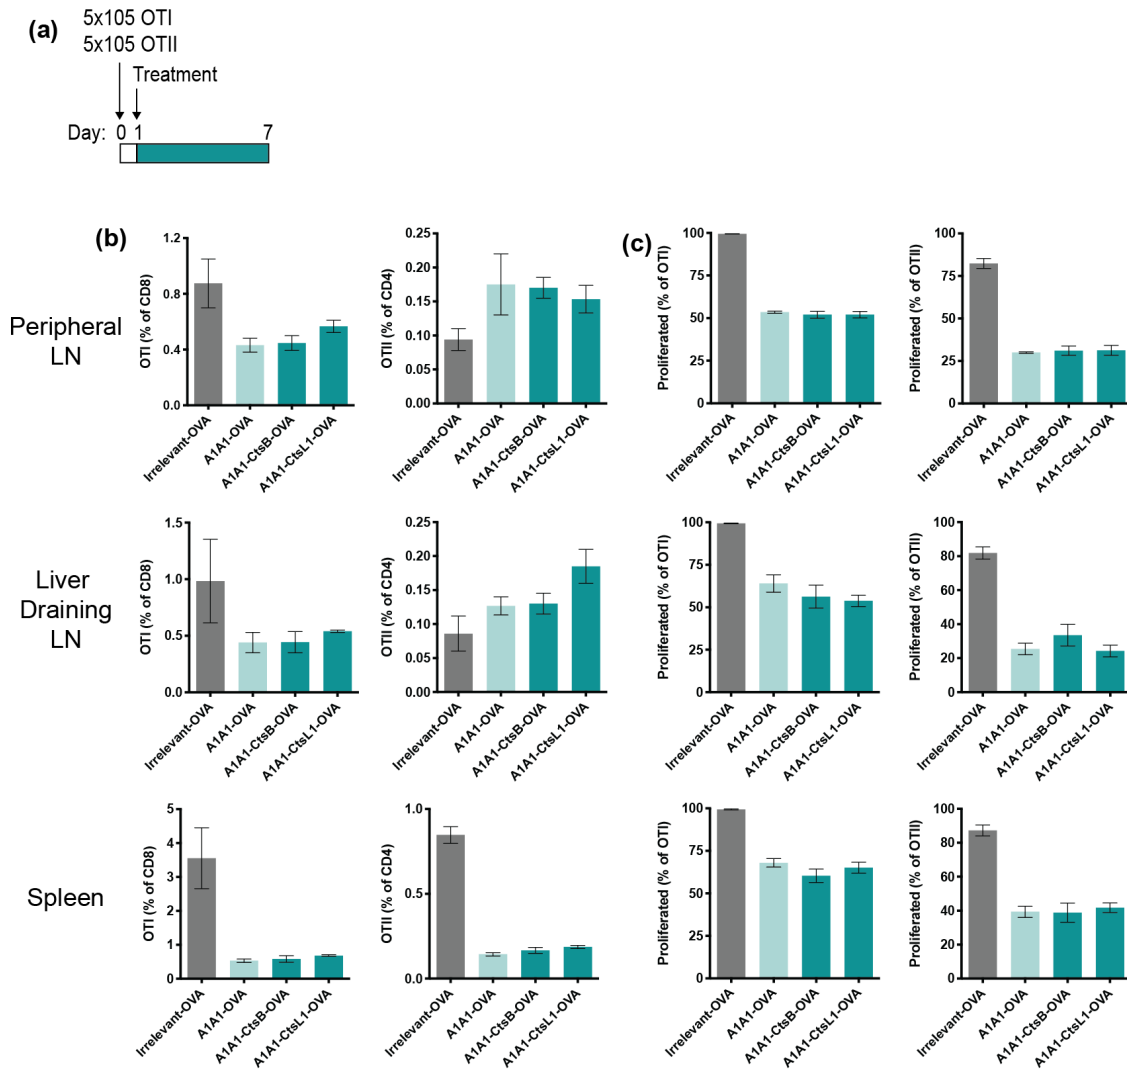 (a)
5x105 OTI
5x105 OTII
Treatment
Day: 0 1 7
(b)
(c)
Peripheral
LN
OTI (% of CD8)
1.2
0.8
0.4
0.0
Irrelevant-OVA
A1A1-OVA
A1A1-CtsB-OVA
A1A1-CtsL1-OVA
OTII (% of CD4)
0.25
0.20
0.15
0.10
0.05
0.00
Irrelevant-OVA
A1A1-OVA
A1A1-CtsB-OVA
A1A1-CtsL1-OVA
Proliferated (% of OTI)
100
75
50
25
0
Irrelevant-OVA
A1A1-OVA
A1A1-CtsB-OVA
A1A1-CtsL1-OVA
Proliferated (% of OTII)
100
75
50
25
0
Irrelevant-OVA
A1A1-OVA
A1A1-CtsB-OVA
A1A1-CtsL1-OVA
Liver
Draining
LN
OTI (% of CD8)
1.5
1.0
0.5
0.0
Irrelevant-OVA
A1A1-OVA
A1A1-CtsB-OVA
A1A1-CtsL1-OVA
OTII (% of CD4)
0.25
0.20
0.15
0.10
0.05
0.00
Irrelevant-OVA
A1A1-OVA
A1A1-CtsB-OVA
A1A1-CtsL1-OVA
Proliferated (% of OTI)
100
75
50
25
0
Irrelevant-OVA
A1A1-OVA
A1A1-CtsB-OVA
A1A1-CtsL1-OVA
Proliferated (% of OTII)
100
80
60
40
20
0
Irrelevant-OVA
A1A1-OVA
A1A1-CtsB-OVA
A1A1-CtsL1-OVA
Spleen
OTI (% of CD8)
5
4
3
2
1
0
Irrelevant-OVA
A1A1-OVA
A1A1-CtsB-OVA
A1A1-CtsL1-OVA
OTII (% of CD4)
1.0
0.5
0.0
Irrelevant-OVA
A1A1-OVA
A1A1-CtsB-OVA
A1A1-CtsL1-OVA
Proliferated (% of OTI)
100
75
50
25
0
Irrelevant-OVA
A1A1-OVA
A1A1-CtsB-OVA
A1A1-CtsL1-OVA
Proliferated (% of OTII)
100
80
60
40
20
0
Irrelevant-OVA
A1A1-OVA
A1A1-CtsB-OVA
A1A1-CtsL1-OVA